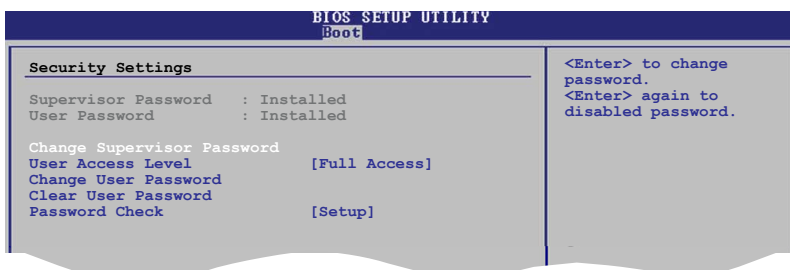 BIOS SETUP UTILITY
Boot
Security Settings
Supervisor Password : Installed
User Password : Installed
Change Supervisor Password
User Access Level [Full Access]
Change User Password
Clear User Password
Password Check [Setup]
<Enter> to change
password.
<Enter> again to
disabled password.